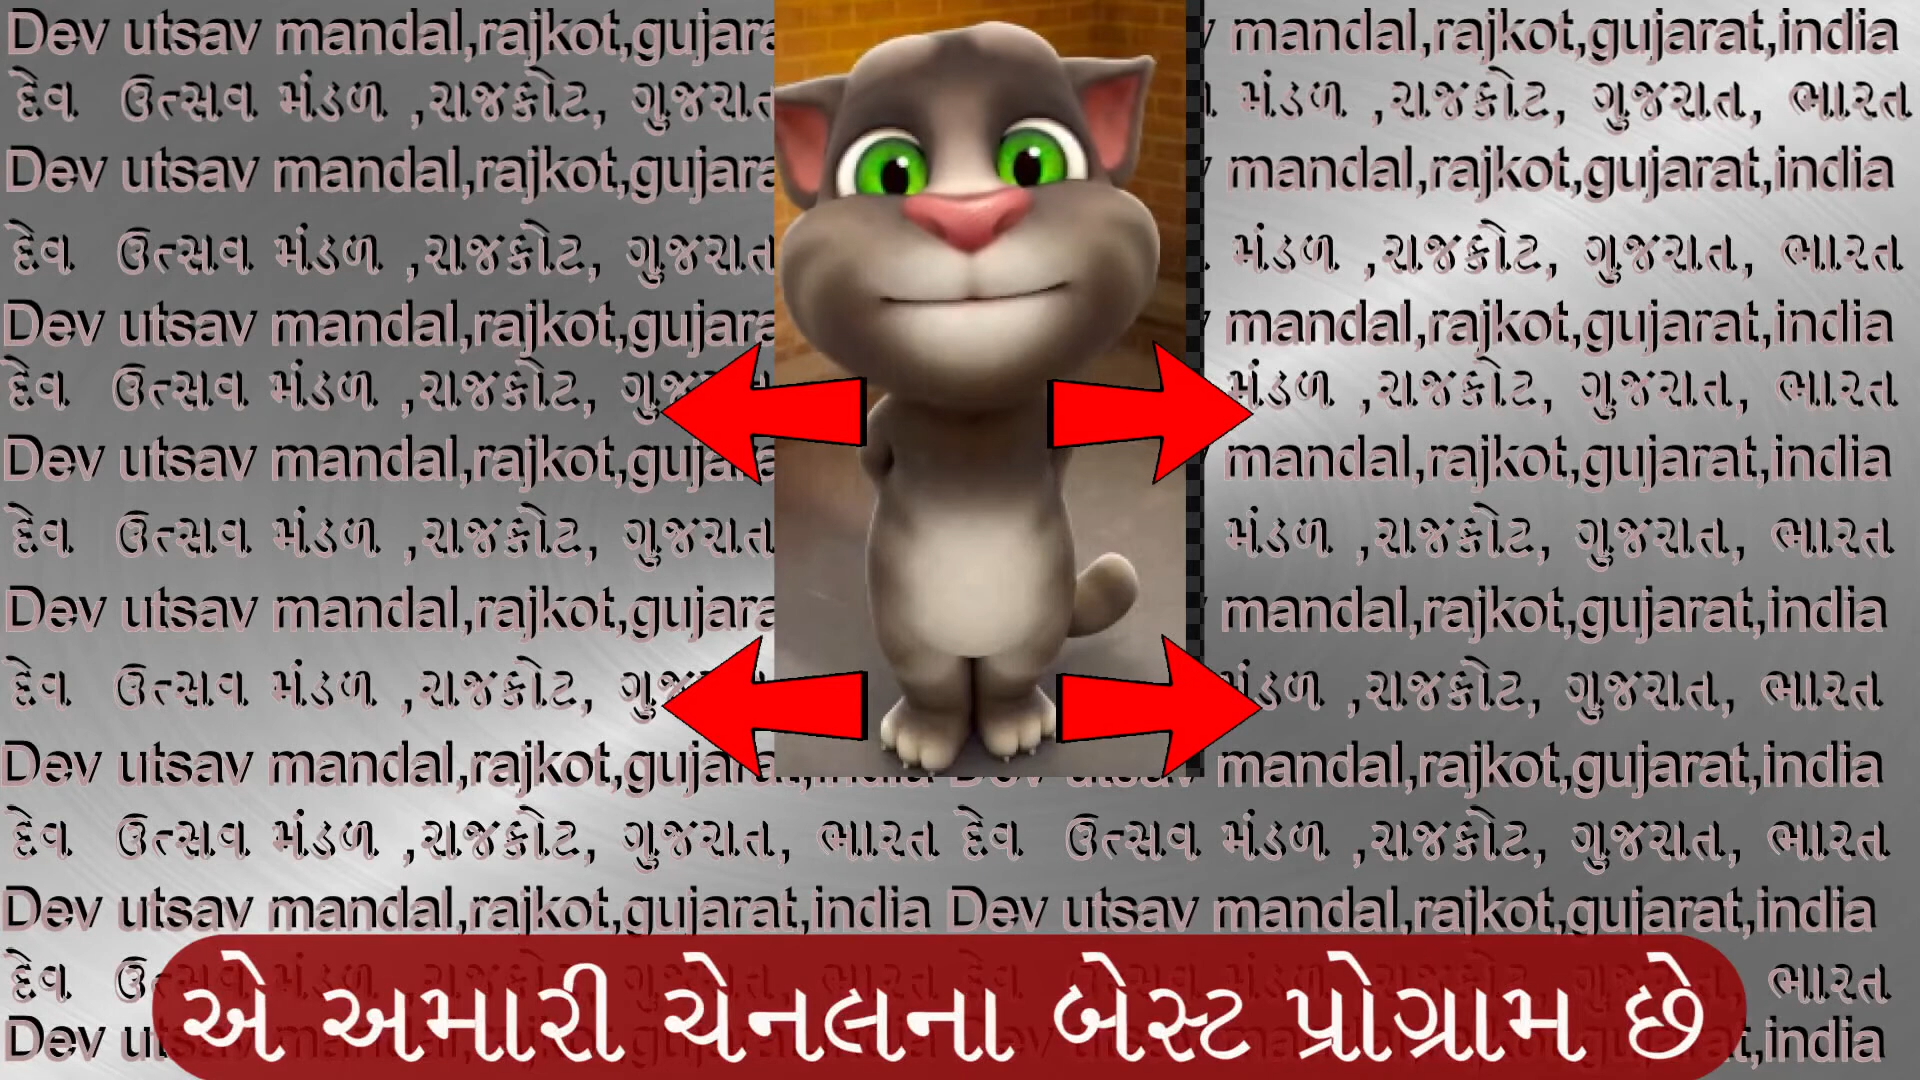 Dev utsav mandal,rajkot,gujara mandal,rajkot,gujarat,india
દેવ ઉત્સવ મંડળ ,રાજકોટ, ગુજરાત મંડળ ,રાજકોટ, ગુજરાત, ભારત
Dev utsav mandal,rajkot,gujara mandal,rajkot,gujarat,india
દેવ ઉત્સવ મંડળ ,રાજકોટ, ગુજરાત મંડળ ,રાજકોટ, ગુજરાત, ભારત
Dev utsav mandal,rajkot,gujara mandal,rajkot,gujarat,india
દેવ ઉત્સવ મંડળ ,રાજકોટ, મંડળ ,રાજકોટ, ગુજરાત, ભારત
Dev utsav mandal,rajkot,gujara mandal,rajkot,gujarat,india
દેવ ઉત્સવ મંડળ ,રાજકોટ, ગુજરાત મંડળ ,રાજકોટ, ગુજરાત, ભારત
Dev utsav mandal,rajkot,gujara mandal,rajkot,gujarat,india
દેવ ઉત્સવ મંડળ ,રાજકોટ, મંડળ ,રાજકોટ, ગુજરાત, ભારત
Dev utsav mandal,rajkot,gujarat,india Dev utsav mandal,rajkot,gujarat,india
દેવ ઉત્સવ મંડળ ,રાજકોટ, ગુજરાત, ભારત દેવ ઉત્સવ મંડળ ,રાજકોટ, ગુજરાત, ભારત
Dev utsav mandal,rajkot,gujarat,india Dev utsav mandal,rajkot,gujarat,india
દેવ ભારત
એ અમારી ચેનલના બેસ્ટ પ્રોગ્રામ છે
Dev t,india